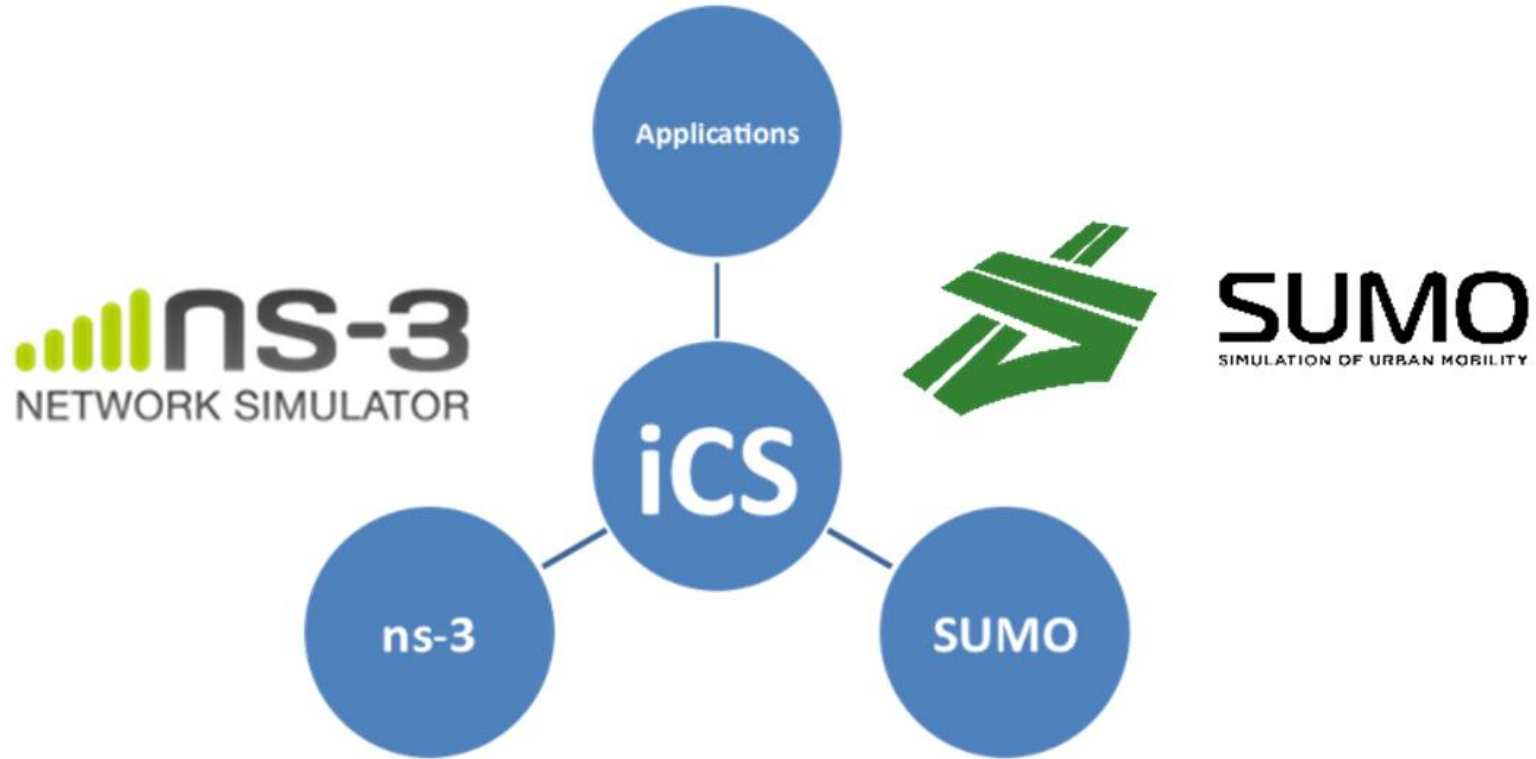 Applications
ns-3
NETWORK SIMULATOR
SUMO
SIMULATION OF URBAN MOBILITY
iCS
ns-3
SUMO